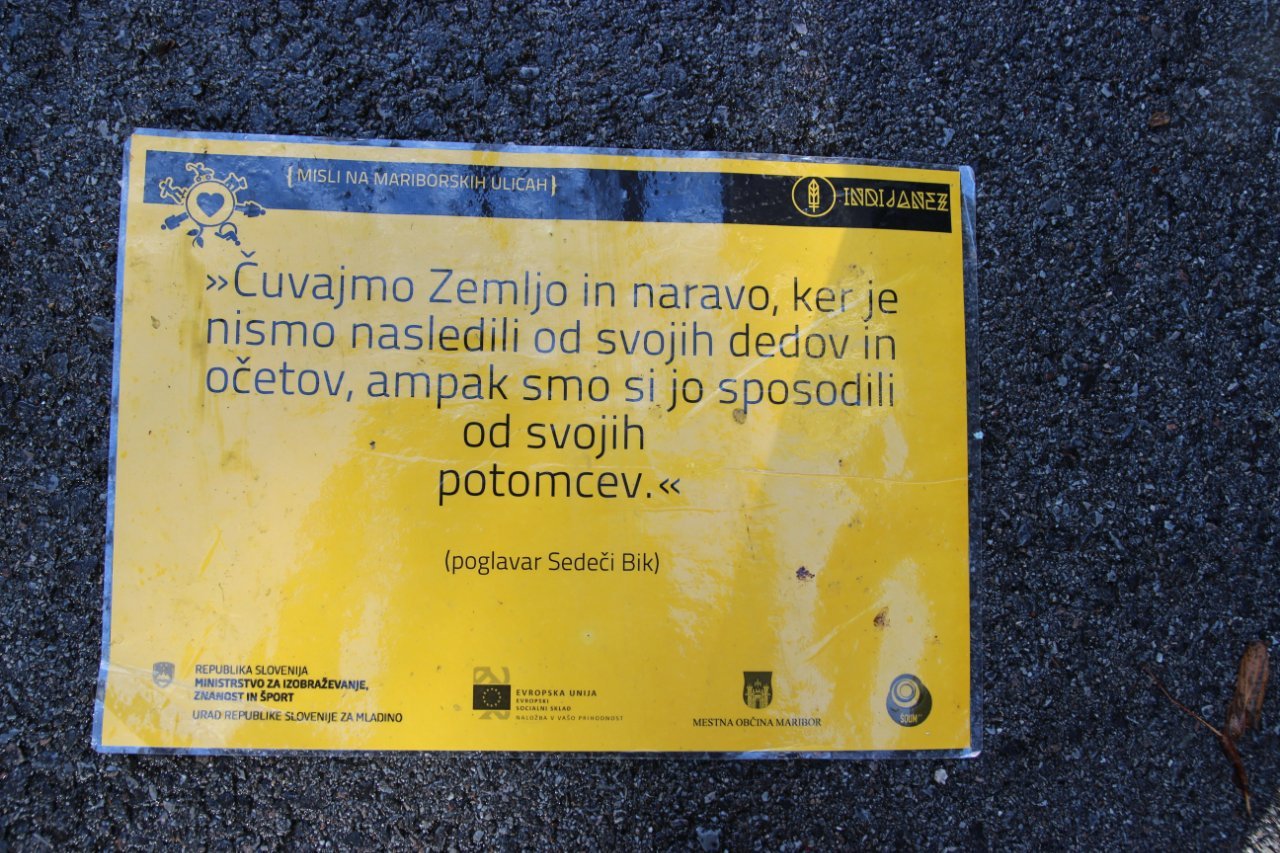 {MISLI NA MARIBORSKIH ULICAH}
INDIJANEZ
»Čuvajmo Zemljo in naravo, ker je
nismo nasledili od svojih dedov in
očetov, ampak smo si jo sposodili
od svojih
potomcev.«
(poglavar Sedeči Bik)
REPUBLIKA SLOVENIJA
MINISTRSTVO ZA IZOBRAŽEVANJE,
ZNANOST IN ŠPORT
URAD REPUBLIKE SLOVENIJE ZA MLADINO
EVROPSKA UNIJA
EVROPSKI
SOCIALNI SKLAD
NALOŽBA V VAŠO PRIHODNOST
MESTNA OBČINA MARIBOR
ŠOUM